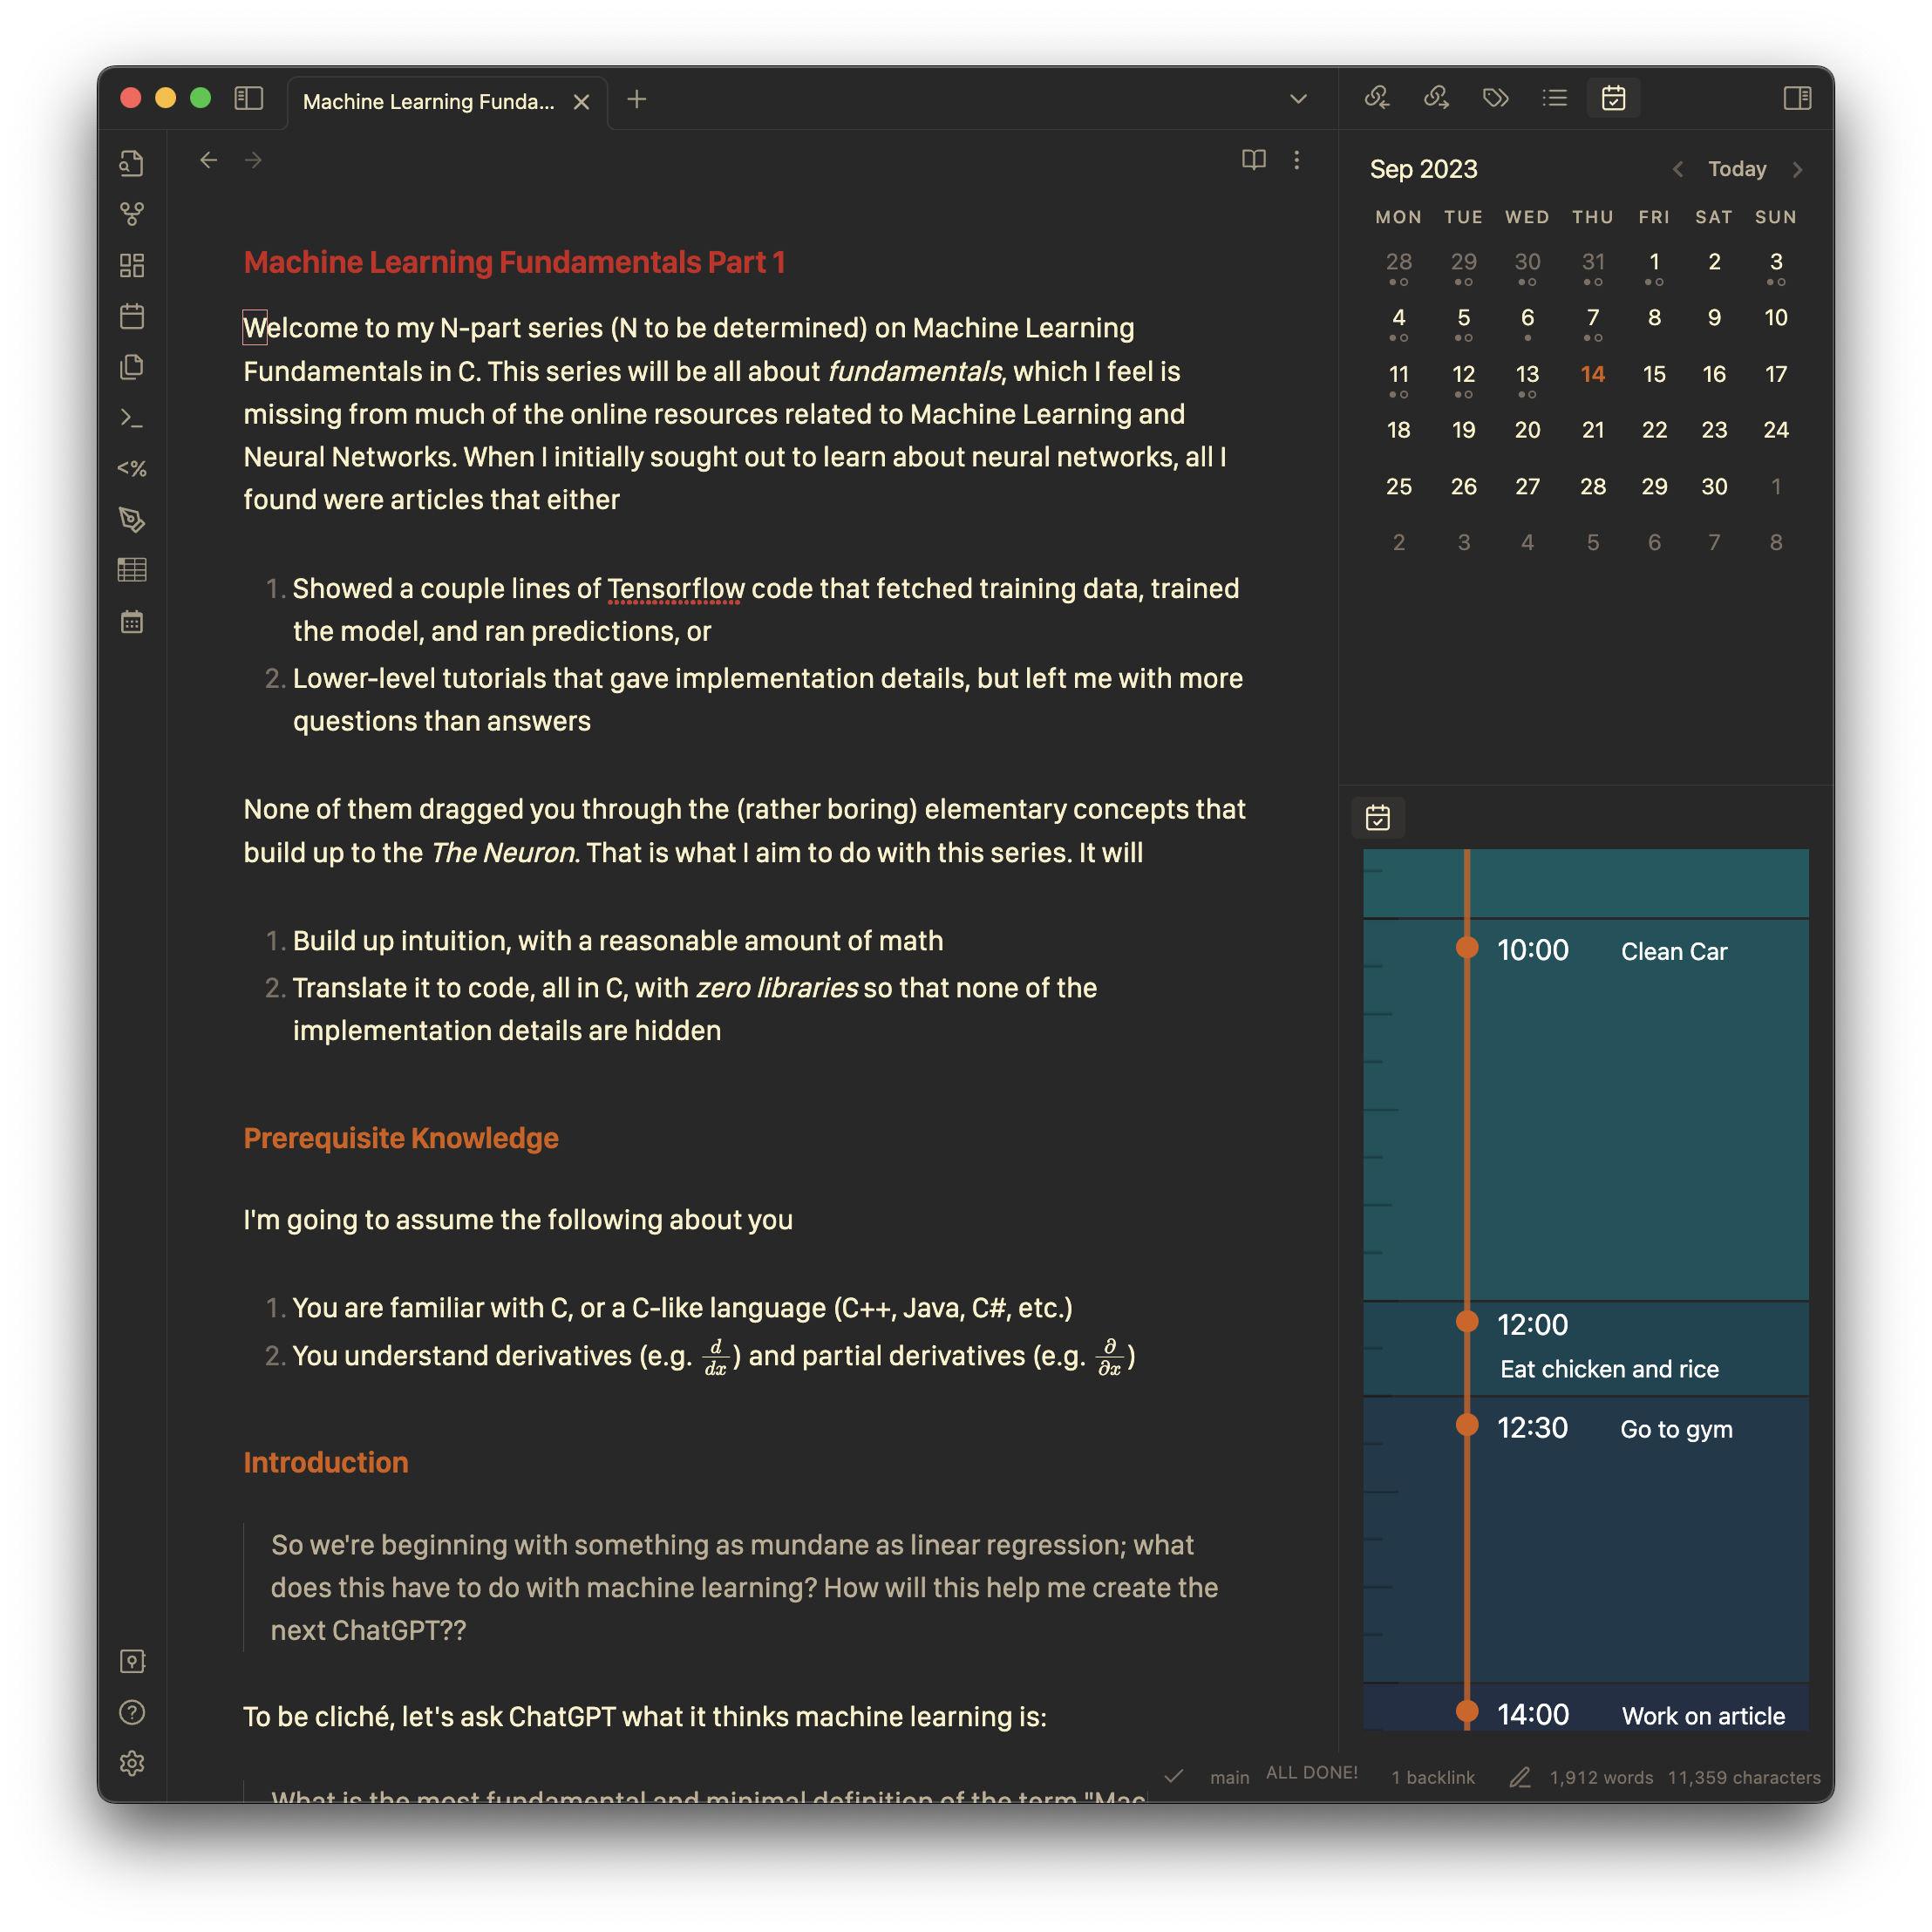 Machine Learning Funda...
Machine Learning Fundamentals Part 1
Welcome to my N-part series (N to be determined) on Machine Learning
Fundamentals in C. This series will be all about fundamentals, which I feel is
missing from much of the online resources related to Machine Learning and
Neural Networks. When I initially sought out to learn about neural networks, all I
found were articles that either
1. Showed a couple lines of Tensorflow code that fetched training data, trained
the model, and ran predictions, or
2. Lower-level tutorials that gave implementation details, but left me with more
questions than answers
None of them dragged you through the (rather boring) elementary concepts that
build up to the The Neuron. That is what I aim to do with this series. It will
1. Build up intuition, with a reasonable amount of math
2. Translate it to code, all in C, with zero libraries so that none of the
implementation details are hidden
Prerequisite Knowledge
I'm going to assume the following about you
1. You are familiar with C, or a C-like language (C++, Java, C#, etc.)
2. You understand derivatives (e.g. d/dx) and partial derivatives (e.g. ∂/∂x)
Introduction
So we're beginning with something as mundane as linear regression; what
does this have to do with machine learning? How will this help me create the
next ChatGPT??
To be cliché, let's ask ChatGPT what it thinks machine learning is:
What is the most fundamental and minimal definition of the term "Mac
Sep 2023
Today
MON TUE WED THU FRI SAT SUN
28 29 30 31 1 2 3
4 5 6 7 8 9 10
11 12 13 14 15 16 17
18 19 20 21 22 23 24
25 26 27 28 29 30 1
2 3 4 5 6 7 8
10:00 Clean Car
12:00
Eat chicken and rice
12:30 Go to gym
14:00 Work on article
main ALL DONE! 1 backlink 1,912 words 11,359 characters